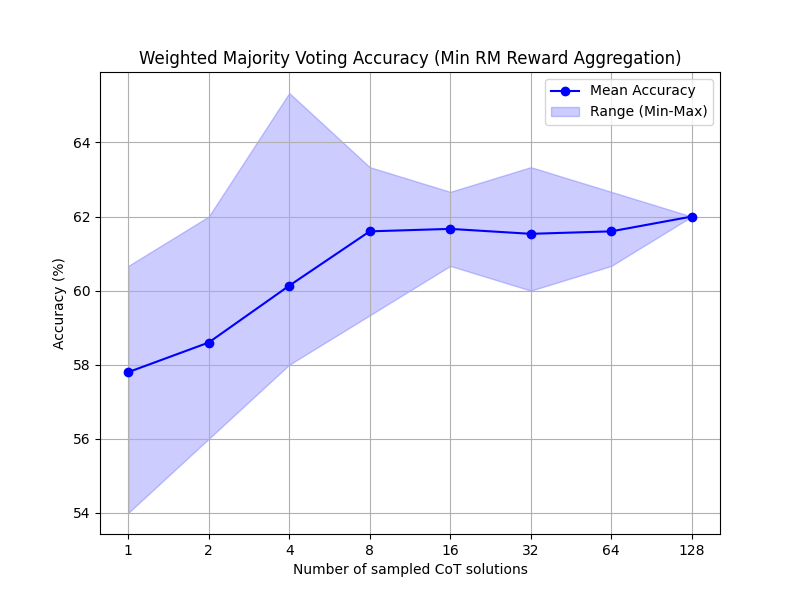 Weighted Majority Voting Accuracy (Min RM Reward Aggregation)
Mean Accuracy
Range (Min-Max)
Accuracy (%)
64
62
60
58
56
54
1 2 4 8 16 32 64 128
Number of sampled CoT solutions